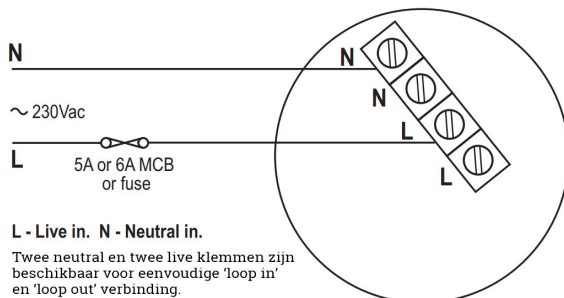 N
N
N
~ 230Vac
L
L
5A or 6A MCB
or fuse
L
L - Live in. N - Neutral in.
Twee neutral en twee live klemmen zijn
beschikbaar voor eenvoudige ‘loop in’
en ‘loop out’ verbinding.